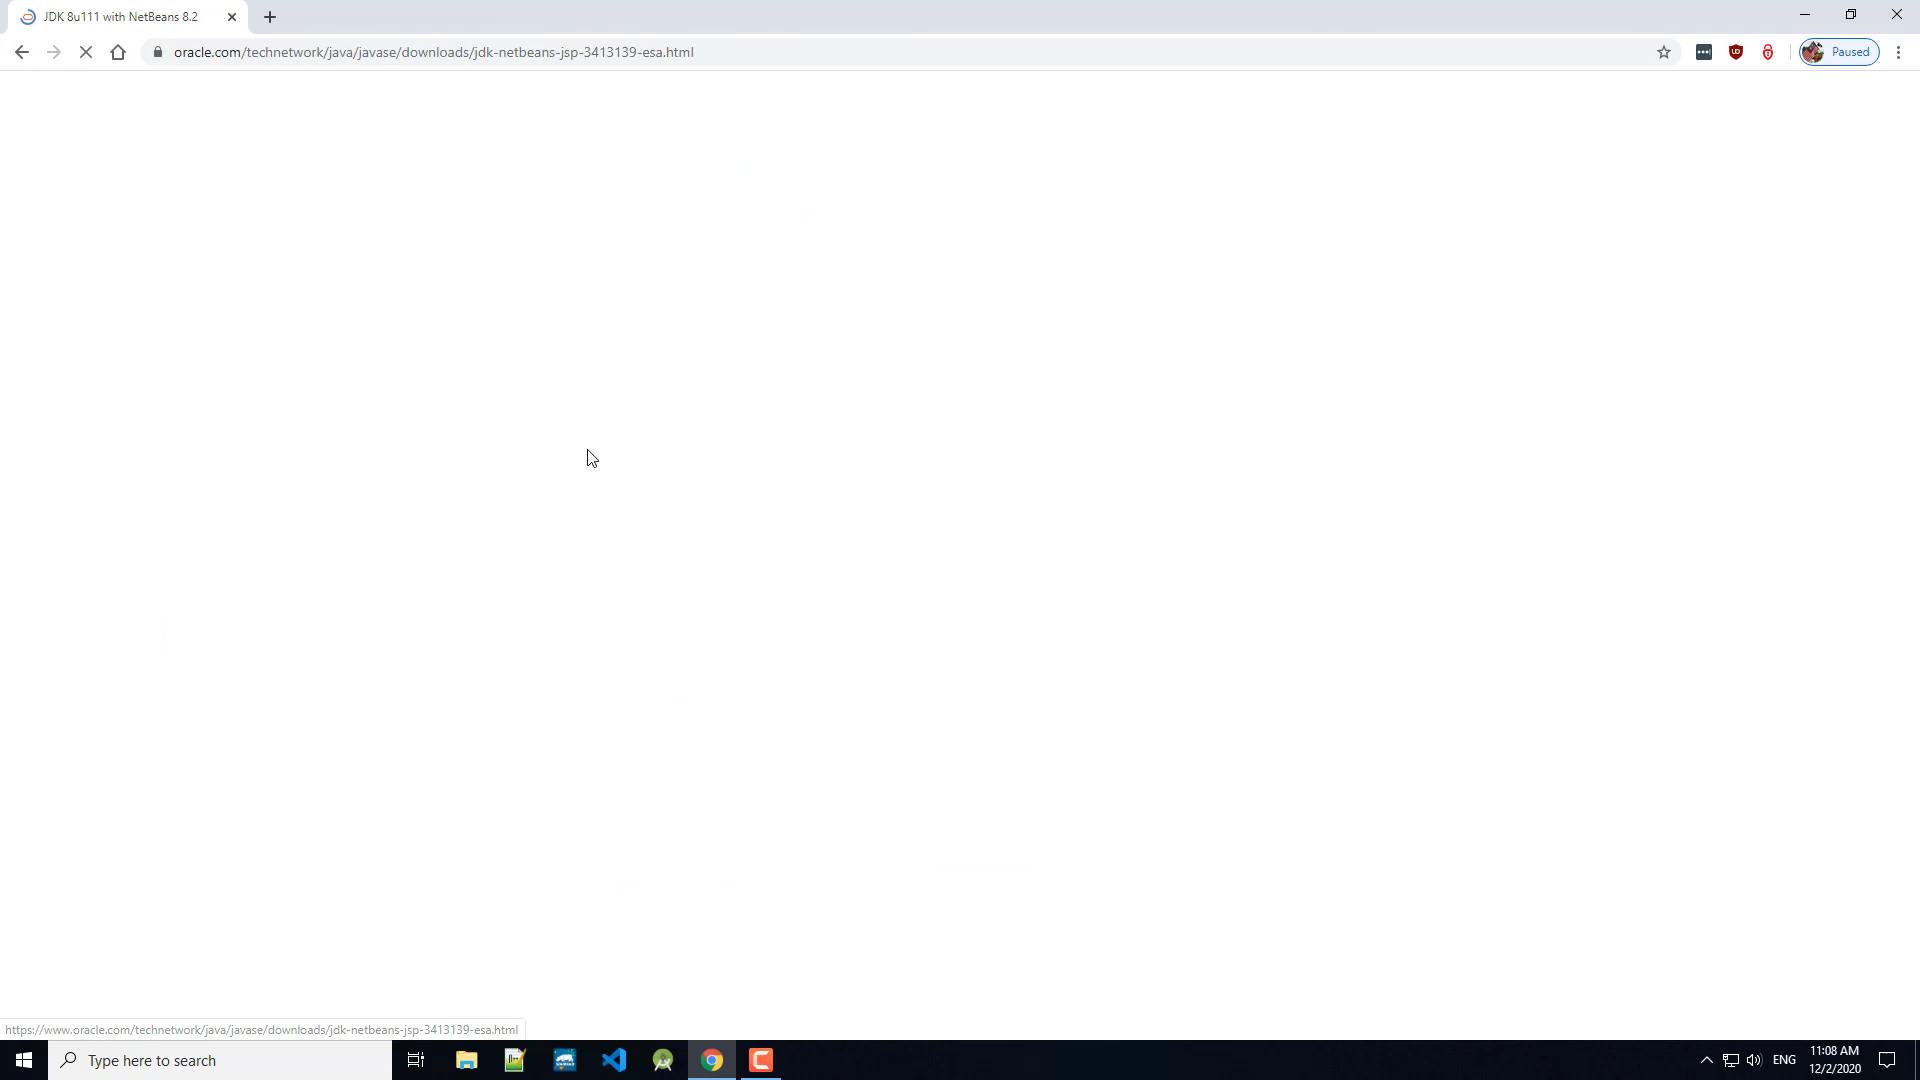 JDK 8u111 with NetBeans 8.2
oracle.com/technetwork/java/javase/downloads/jdk-netbeans-jsp-3413139-esa.html
Paused
https://www.oracle.com/technetwork/java/javase/downloads/jdk-netbeans-jsp-3413139-esa.html
Type here to search
ENG
11:08 AM
12/2/2020